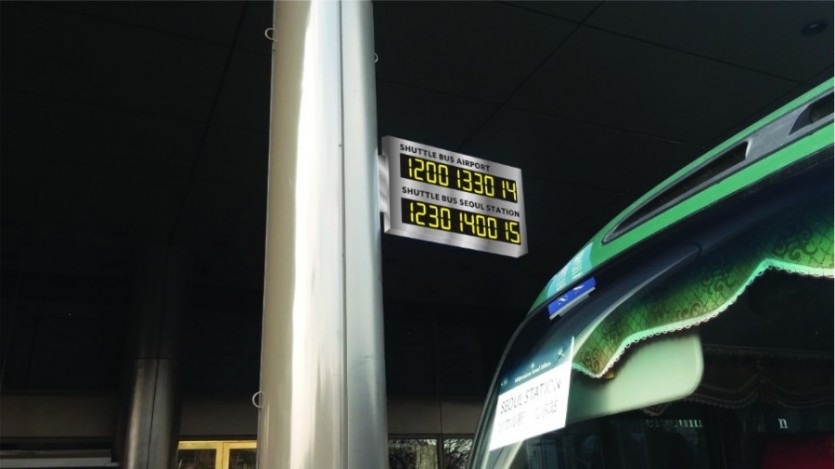 SHUTTLE BUS AIRPORT
1200 1330 14
SHUTTLE BUS SEOUL STATION
1230 1400 15
SEOUL STATION